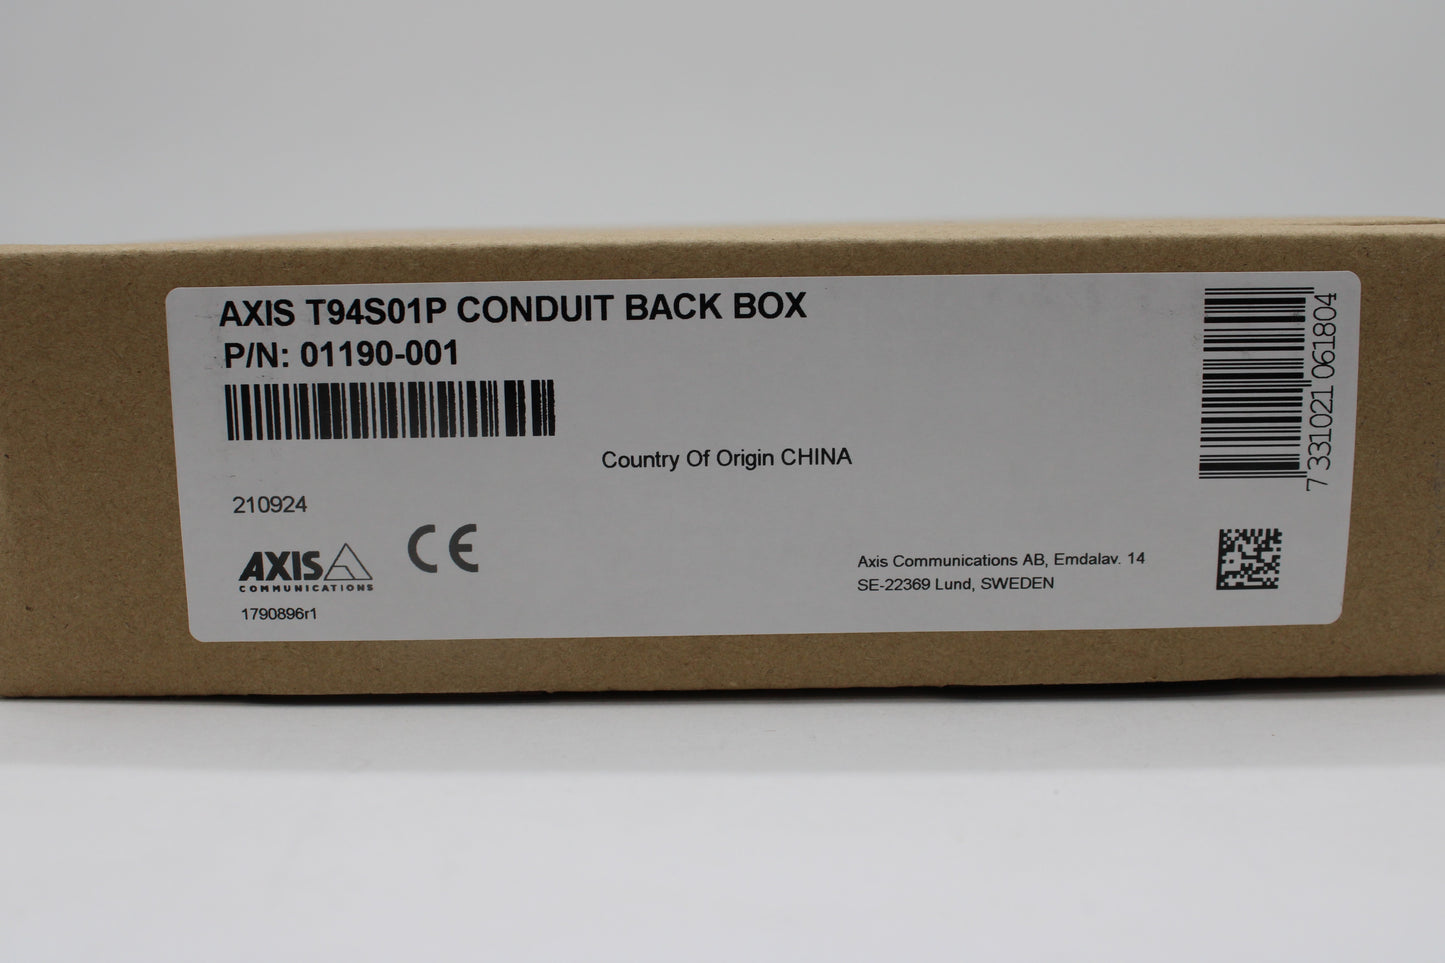 AXIS T94S01P CONDUIT BACK BOX
P/N: 01190-001
7 331021 061804
Country Of Origin CHINA
210924
AXIS
COMMUNICATIONS
CE
1790896r1
Axis Communications AB, Emdalav. 14
SE-22369 Lund, SWEDEN